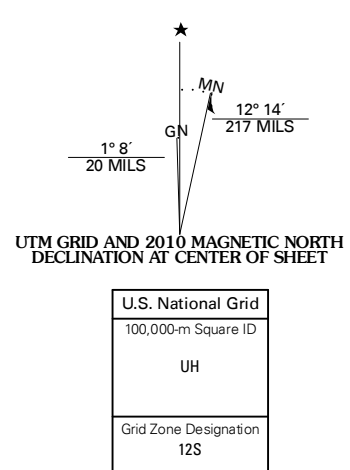 ★
MN
GN
12° 14´
217 MILS
1° 8´
20 MILS
UTM GRID AND 2010 MAGNETIC NORTH
DECLINATION AT CENTER OF SHEET
U.S. National Grid
100,000-m Square ID
UH
Grid Zone Designation
12S